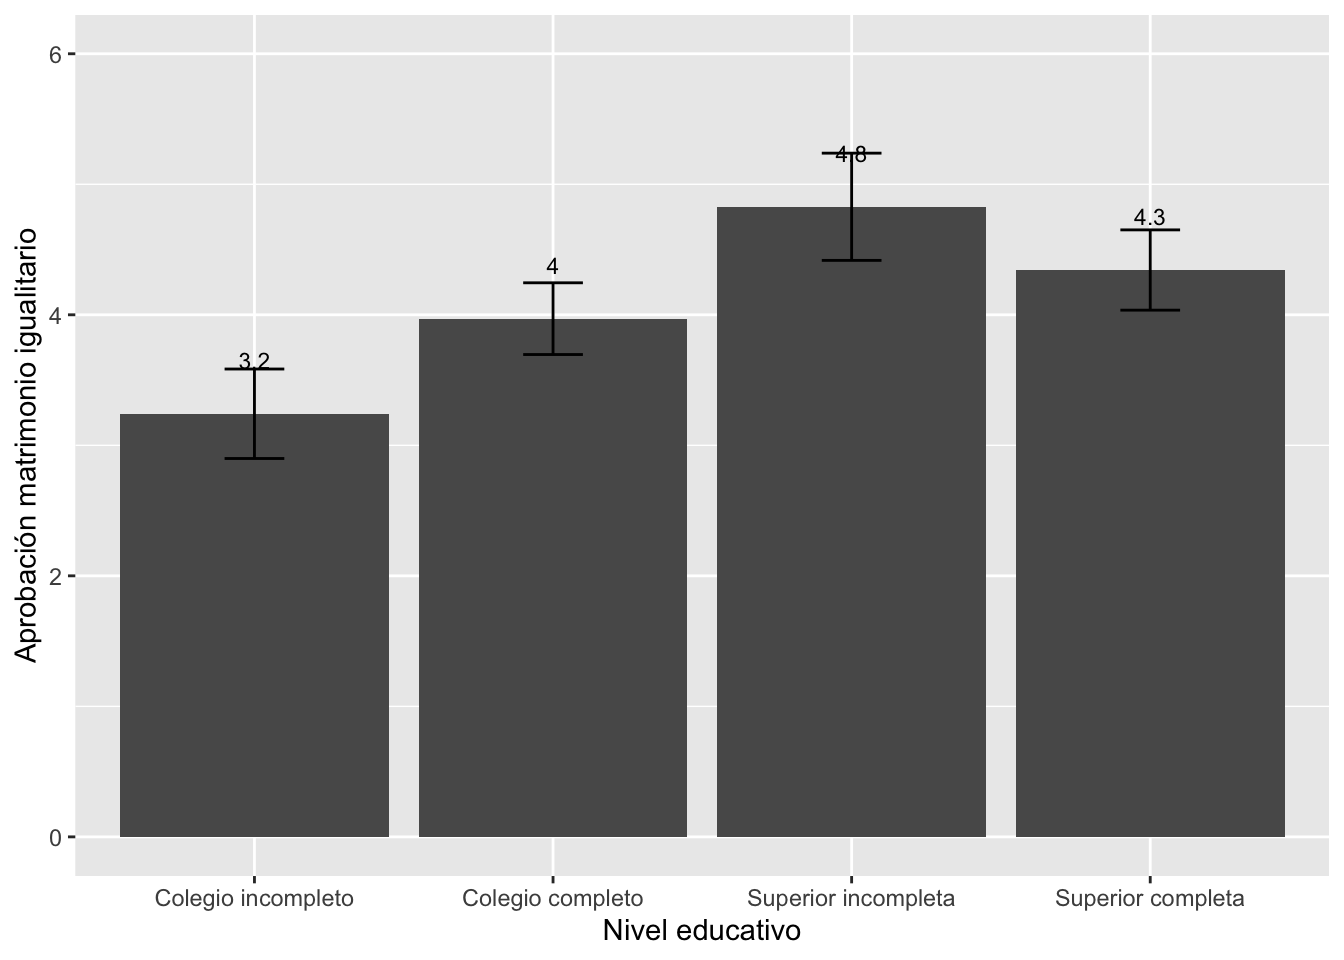 Aprobación matrimonio igualitario
6
4
2
0
3.2
4
4.8
4.3
Colegio incompleto
Colegio completo
Superior incompleta
Superior completa
Nivel educativo